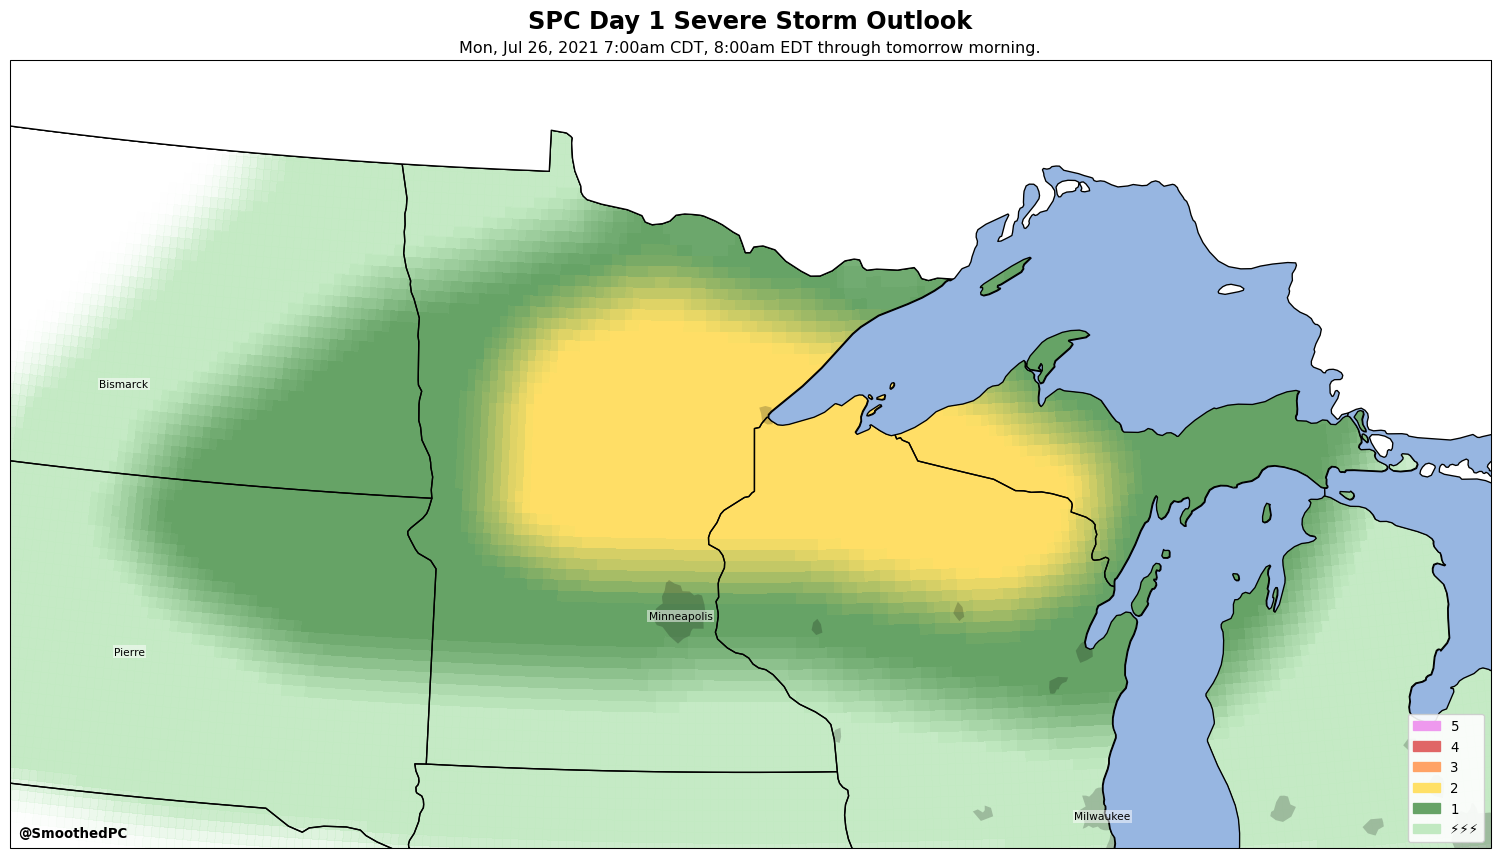 SPC Day 1 Severe Storm Outlook
Mon, Jul 26, 2021 7:00am CDT, 8:00am EDT through tomorrow morning.
Bismarck
Minneapolis
Pierre
Milwaukee
5
4
3
2
1
⚡⚡⚡
@SmoothedPC